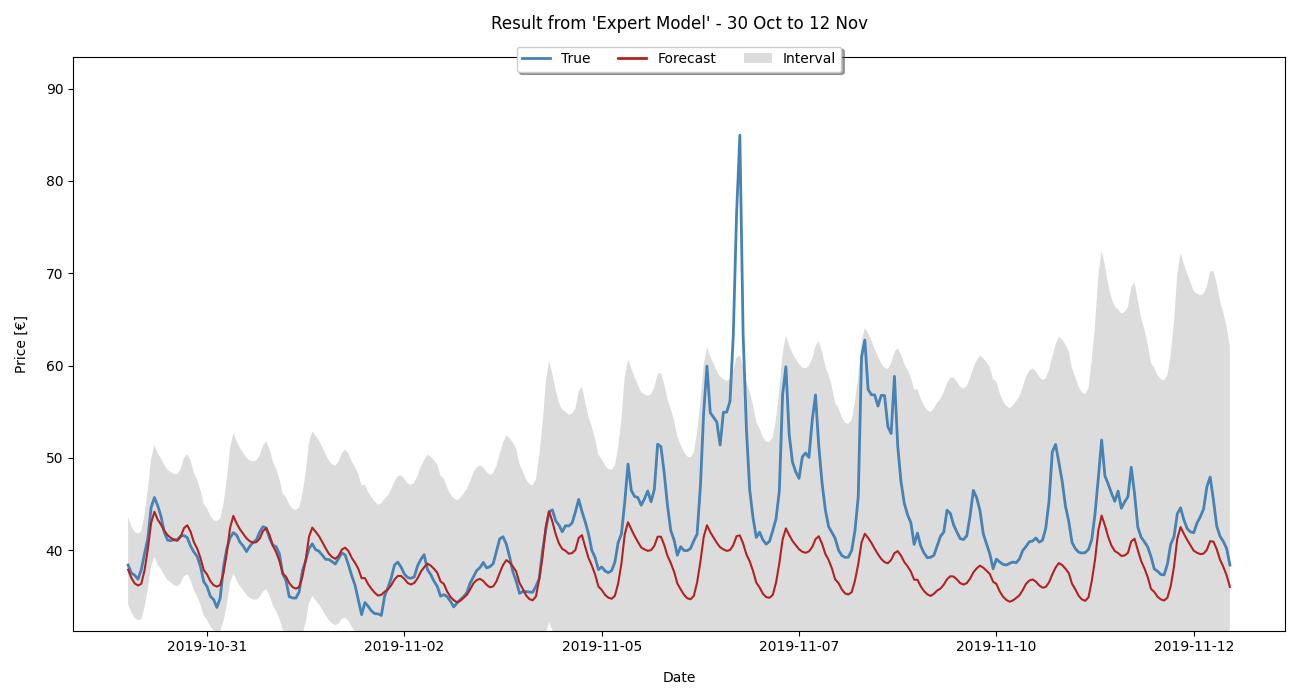 Result from 'Expert Model' - 30 Oct to 12 Nov
True Forecast Interval
90
80
70
60
50
40
Price [€]
2019-10-31 2019-11-02 2019-11-05 2019-11-07 2019-11-10 2019-11-12
Date